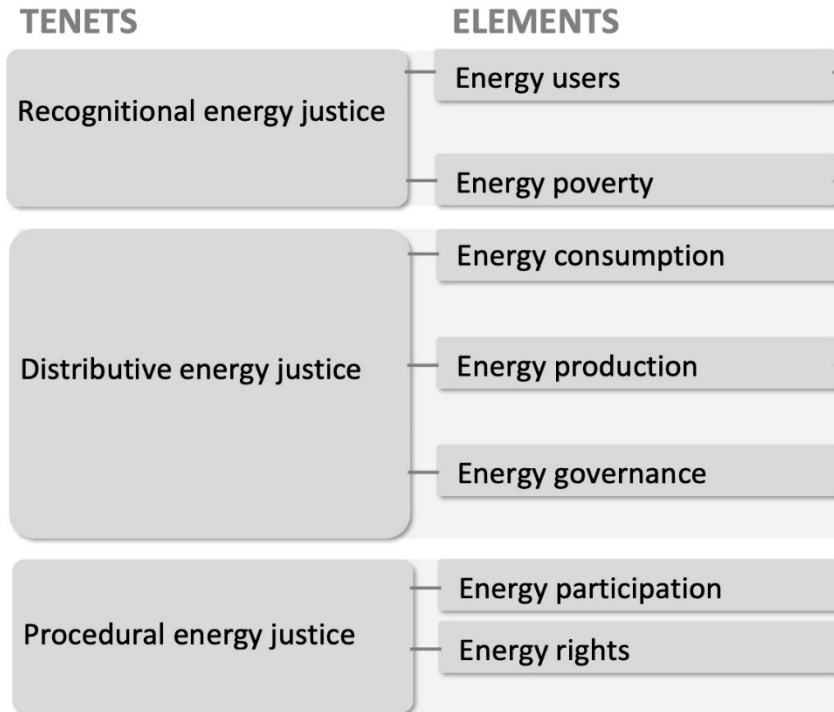 TENETS
ELEMENTS
Recognitional energy justice
Energy users
Energy poverty
Distributive energy justice
Energy consumption
Energy production
Energy governance
Procedural energy justice
Energy participation
Energy rights